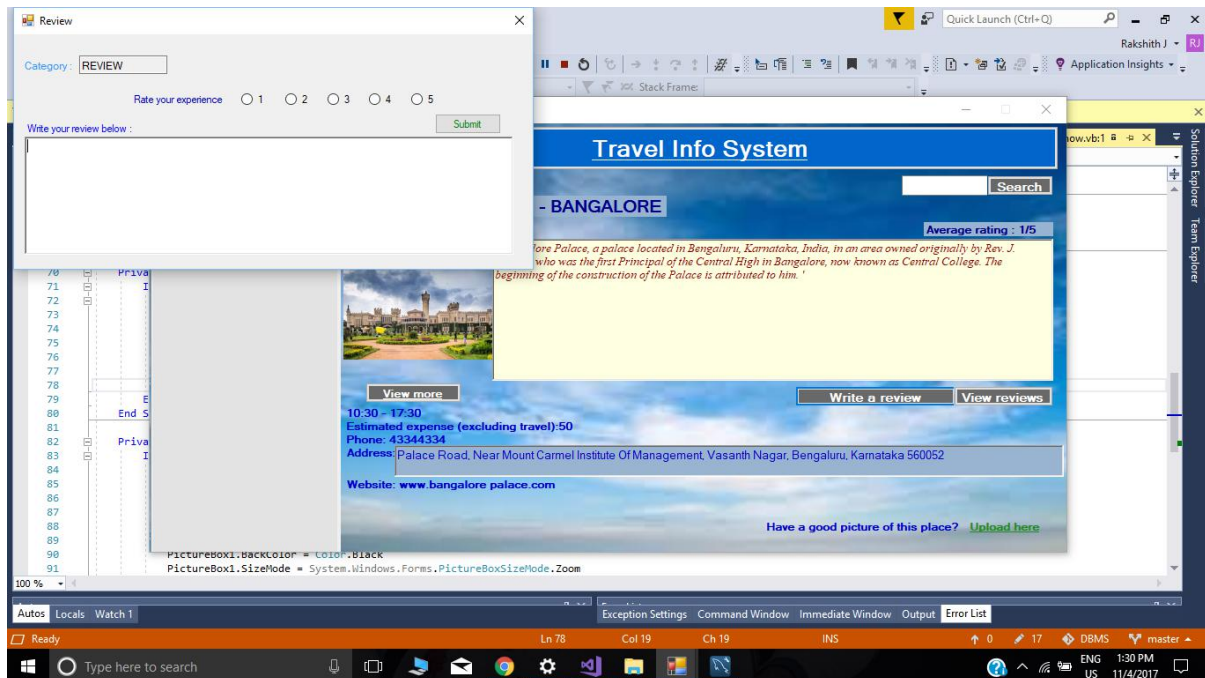 Review
Category : REVIEW
Rate your experience 1 2 3 4 5
Write your review below :
Submit
Quick Launch (Ctrl+Q)
Rakshith J RJ
Application Insights
Stack Frame:
now.vb:1
Solution Explorer
Team Explorer
Travel Info System
Search
- BANGALORE
Average rating : 1/5
ore Palace, a palace located in Bengaluru, Karnataka, India, in an area owned originally by Rev. J.
who was the first Principal of the Central High in Bangalore, now known as Central College. The
beginning of the construction of the Palace is attributed to him. '
View more
Write a review
View reviews
10:30 - 17:30
Estimated expense (excluding travel):50
Phone: 43344334
Address: Palace Road, Near Mount Carmel Institute Of Management, Vasanth Nagar, Bengaluru, Karnataka 560052
Website: www.bangalore palace.com
Have a good picture of this place? Upload here
70 Priva
71 I
72
73
74
75
76
77
78
79 E
80 End S
81
82 Priva
83 I
84
85
86
87
88
89
90 PictureBox1.BackColor = Color.Black
91 PictureBox1.SizeMode = System.Windows.Forms.PictureBoxSizeMode.Zoom
100 %
Autos Locals Watch 1
Exception Settings Command Window Immediate Window Output Error List
Ready Ln 78 Col 19 Ch 19 INS 0 17 DBMS master
Type here to search
ENG US
1:30 PM
11/4/2017